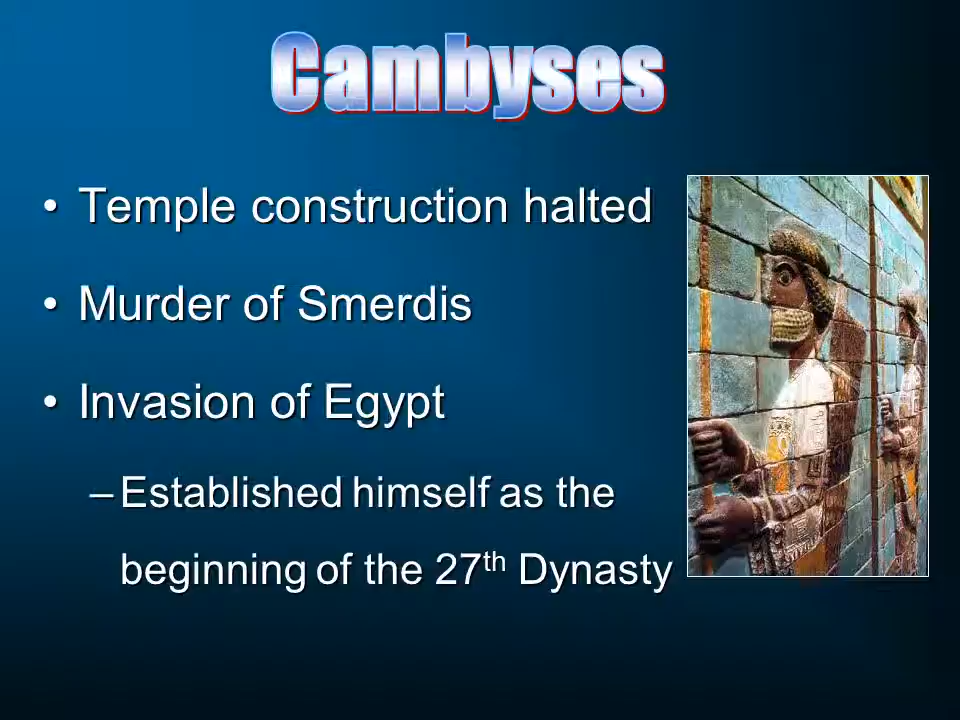 Cambyses
• Temple construction halted
• Murder of Smerdis
• Invasion of Egypt
– Established himself as the
beginning of the 27th Dynasty